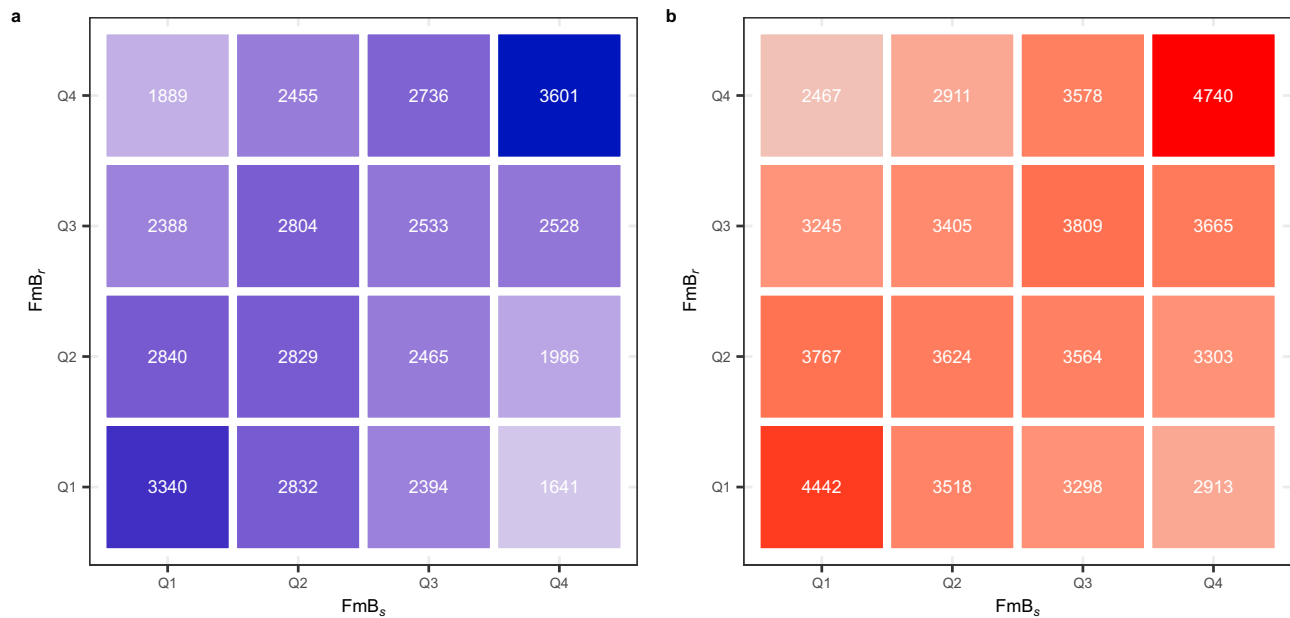 a
b
Q4 1889 2455 2736 3601
Q3 2388 2804 2533 2528
Q2 2840 2829 2465 1986
Q1 3340 2832 2394 1641
Q1 Q2 Q3 Q4
FmBs
FmBr
Q4 2467 2911 3578 4740
Q3 3245 3405 3809 3665
Q2 3767 3624 3564 3303
Q1 4442 3518 3298 2913
Q1 Q2 Q3 Q4
FmBs
FmBr